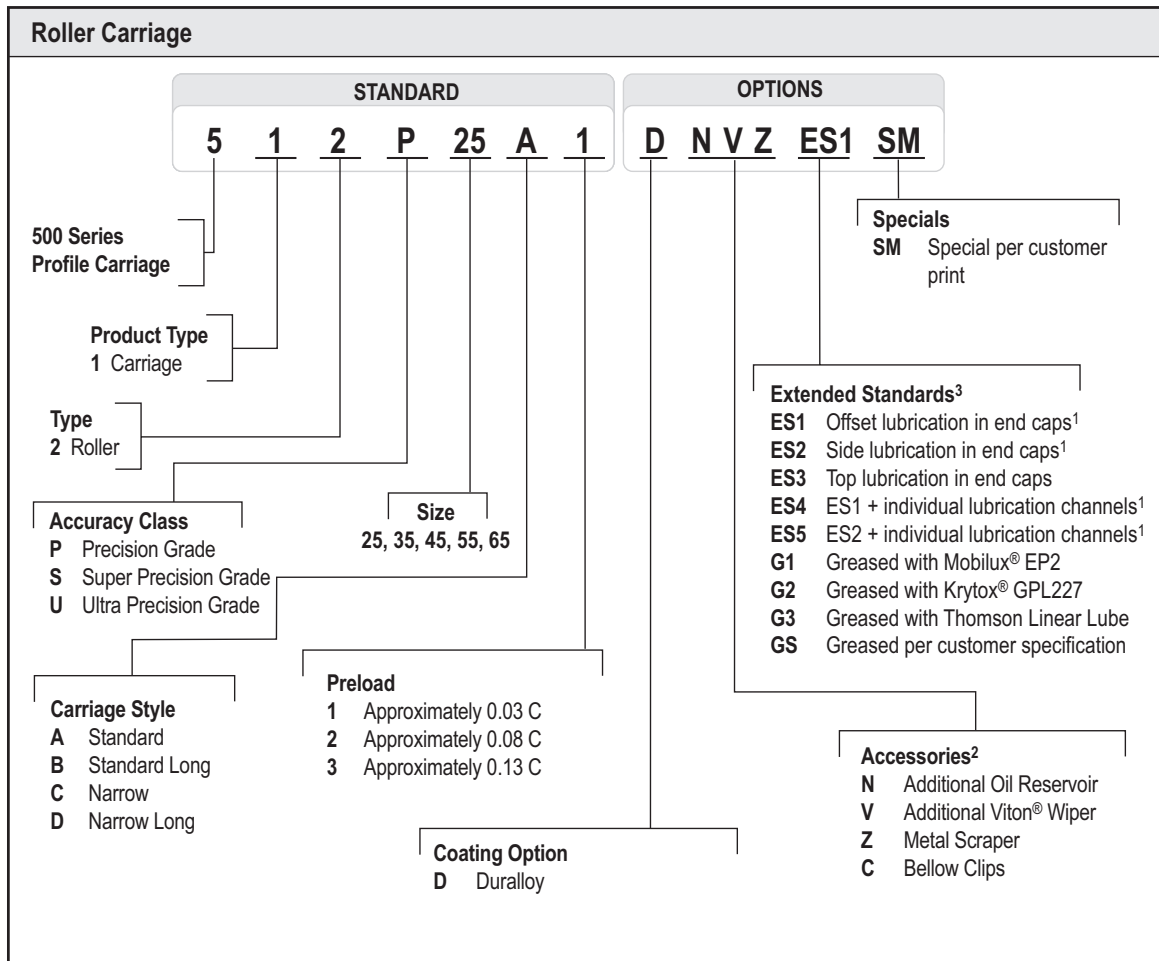 Roller Carriage
STANDARD
OPTIONS
5 1 2 P 25 A 1 D N V Z ES1 SM
500 Series
Profile Carriage
Product Type
1 Carriage
Type
2 Roller
Accuracy Class
P Precision Grade
S Super Precision Grade
U Ultra Precision Grade
Size
25, 35, 45, 55, 65
Carriage Style
A Standard
B Standard Long
C Narrow
D Narrow Long
Preload
1 Approximately 0.03 C
2 Approximately 0.08 C
3 Approximately 0.13 C
Coating Option
D Duralloy
Specials
SM Special per customer
print
Extended Standards³
ES1 Offset lubrication in end caps¹
ES2 Side lubrication in end caps¹
ES3 Top lubrication in end caps
ES4 ES1 + individual lubrication channels¹
ES5 ES2 + individual lubrication channels¹
G1 Greased with Mobilux® EP2
G2 Greased with Krytox® GPL227
G3 Greased with Thomson Linear Lube
GS Greased per customer specification
Accessories²
N Additional Oil Reservoir
V Additional Viton® Wiper
Z Metal Scraper
C Bellow Clips